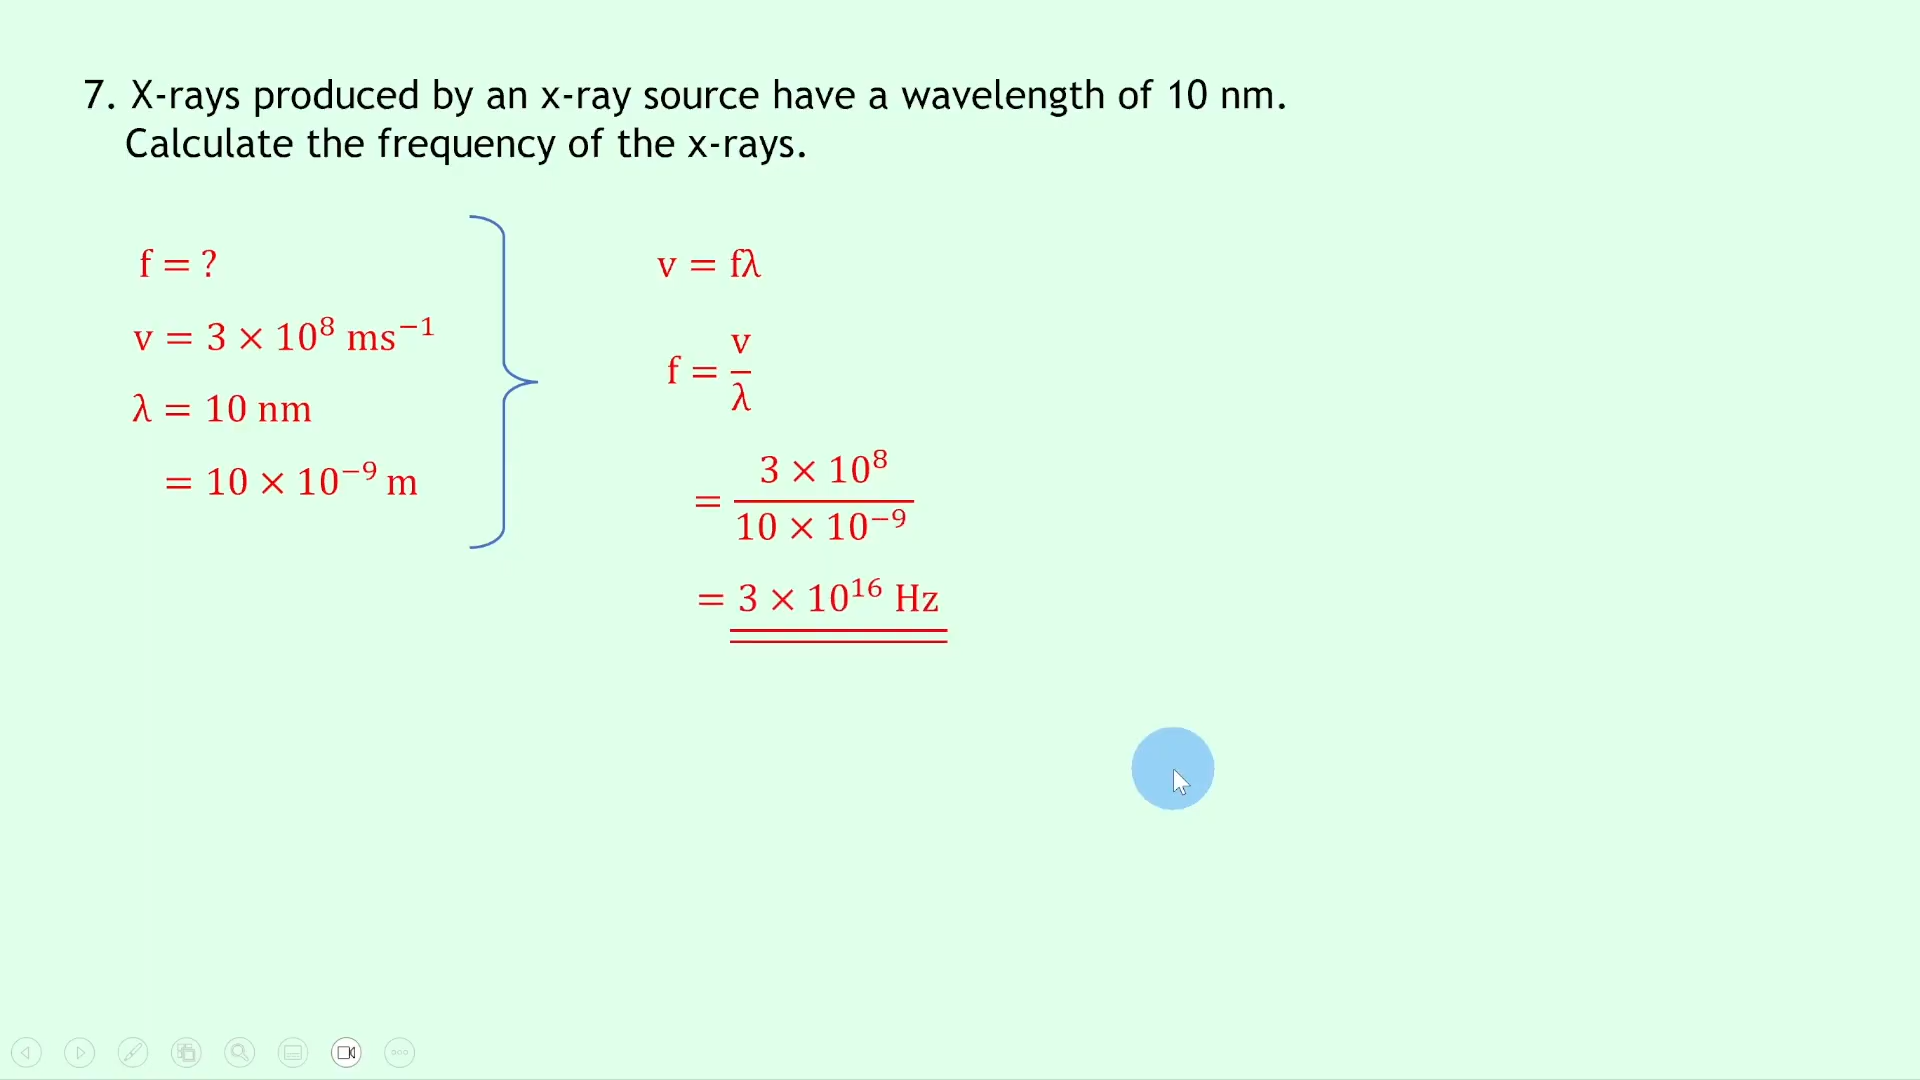 7. X-rays produced by an x-ray source have a wavelength of 10 nm.
Calculate the frequency of the x-rays.
f = ?
v = 3 × 10⁸ ms⁻¹
λ = 10 nm
= 10 × 10⁻⁹ m
v = fλ
f = v/λ
= (3 × 10⁸)/(10 × 10⁻⁹)
= 3 × 10¹⁶ Hz